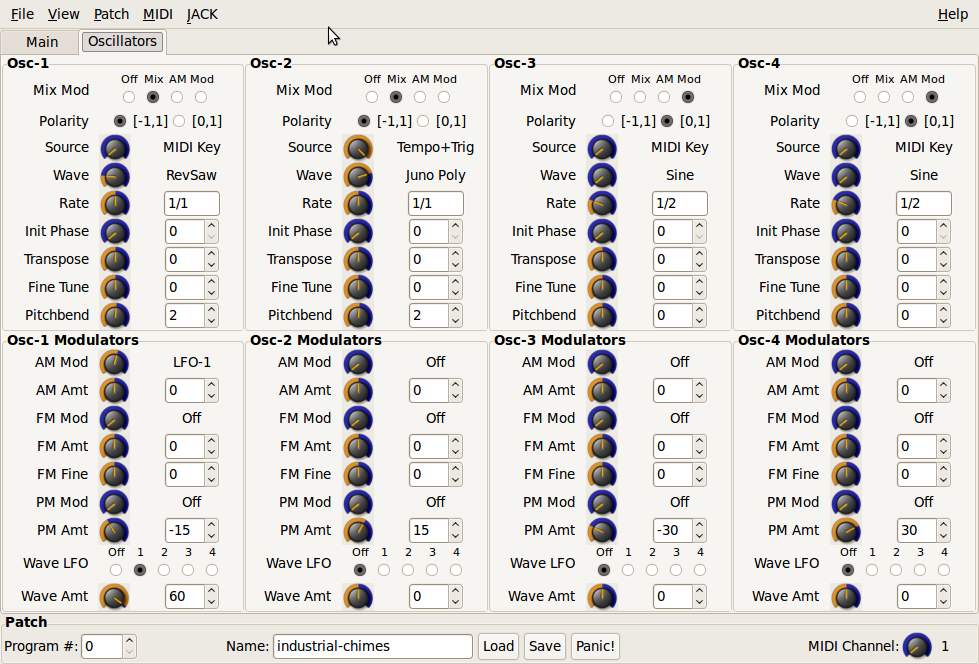 File View Patch MIDI JACK Help
Main Oscillators
Osc-1 Osc-2 Osc-3 Osc-4
Off Mix AM Mod Off Mix AM Mod Off Mix AM Mod Off Mix AM Mod
Mix Mod Mix Mod Mix Mod Mix Mod
Polarity [-1,1] [0,1] Polarity [-1,1] [0,1] Polarity [-1,1] [0,1] Polarity [-1,1] [0,1]
Source MIDI Key Source Tempo+Trig Source MIDI Key Source MIDI Key
Wave RevSaw Wave Juno Poly Wave Sine Wave Sine
Rate 1/1 Rate 1/1 Rate 1/2 Rate 1/2
Init Phase 0 Init Phase 0 Init Phase 0 Init Phase 0
Transpose 0 Transpose 0 Transpose 0 Transpose 0
Fine Tune 0 Fine Tune 0 Fine Tune 0 Fine Tune 0
Pitchbend 2 Pitchbend 2 Pitchbend 0 Pitchbend 0
Osc-1 Modulators Osc-2 Modulators Osc-3 Modulators Osc-4 Modulators
AM Mod LFO-1 AM Mod Off AM Mod Off AM Mod Off
AM Amt 0 AM Amt 0 AM Amt 0 AM Amt 0
FM Mod Off FM Mod Off FM Mod Off FM Mod Off
FM Amt 0 FM Amt 0 FM Amt 0 FM Amt 0
FM Fine 0 FM Fine 0 FM Fine 0 FM Fine 0
PM Mod Off PM Mod Off PM Mod Off PM Mod Off
PM Amt -15 PM Amt 15 PM Amt -30 PM Amt 30
Off 1 2 3 4 Off 1 2 3 4 Off 1 2 3 4 Off 1 2 3 4
Wave LFO Wave LFO Wave LFO Wave LFO
Wave Amt 60 Wave Amt 0 Wave Amt 0 Wave Amt 0
Patch
Program #: 0 Name: industrial-chimes Load Save Panic! MIDI Channel: 1